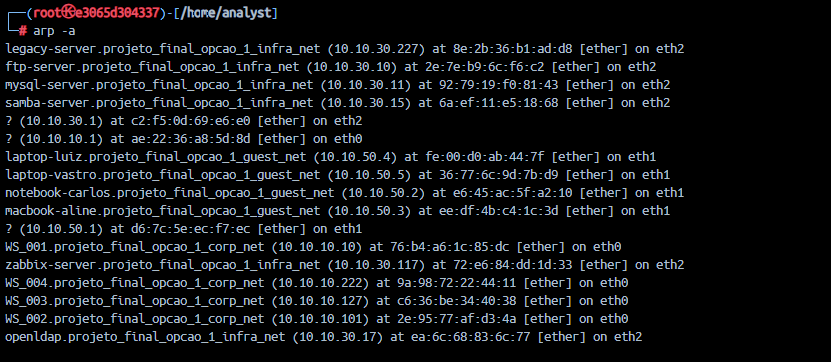 ┌──(root㉿e3065d304337)-[/home/analyst]
└─# arp -a
legacy-server.projeto_final_opcao_1_infra_net (10.10.30.227) at 8e:2b:36:b1:ad:d8 [ether] on eth2
ftp-server.projeto_final_opcao_1_infra_net (10.10.30.10) at 2e:7e:b9:6c:f6:c2 [ether] on eth2
mysql-server.projeto_final_opcao_1_infra_net (10.10.30.11) at 92:79:19:f0:81:43 [ether] on eth2
samba-server.projeto_final_opcao_1_infra_net (10.10.30.15) at 6a:ef:11:e5:18:68 [ether] on eth2
? (10.10.30.1) at c2:f5:0d:69:e6:e0 [ether] on eth2
? (10.10.10.1) at ae:22:36:a8:5d:8d [ether] on eth0
laptop-luiz.projeto_final_opcao_1_guest_net (10.10.50.4) at fe:00:d0:ab:44:7f [ether] on eth1
laptop-vastro.projeto_final_opcao_1_guest_net (10.10.50.5) at 36:77:6c:9d:7b:d9 [ether] on eth1
notebook-carlos.projeto_final_opcao_1_guest_net (10.10.50.2) at e6:45:ac:5f:a2:10 [ether] on eth1
macbook-aline.projeto_final_opcao_1_guest_net (10.10.50.3) at ee:df:4b:c4:1c:3d [ether] on eth1
? (10.10.50.1) at d6:7c:5e:ec:f7:ec [ether] on eth1
WS_001.projeto_final_opcao_1_corp_net (10.10.10.10) at 76:b4:a6:1c:85:dc [ether] on eth0
zabbix-server.projeto_final_opcao_1_infra_net (10.10.30.117) at 72:e6:84:dd:1d:33 [ether] on eth2
WS_004.projeto_final_opcao_1_corp_net (10.10.10.222) at 9a:98:72:22:44:11 [ether] on eth0
WS_003.projeto_final_opcao_1_corp_net (10.10.10.127) at c6:36:be:34:40:38 [ether] on eth0
WS_002.projeto_final_opcao_1_corp_net (10.10.10.101) at 2e:95:77:af:d3:4a [ether] on eth0
openldap.projeto_final_opcao_1_infra_net (10.10.30.17) at ea:6c:68:83:6c:77 [ether] on eth2